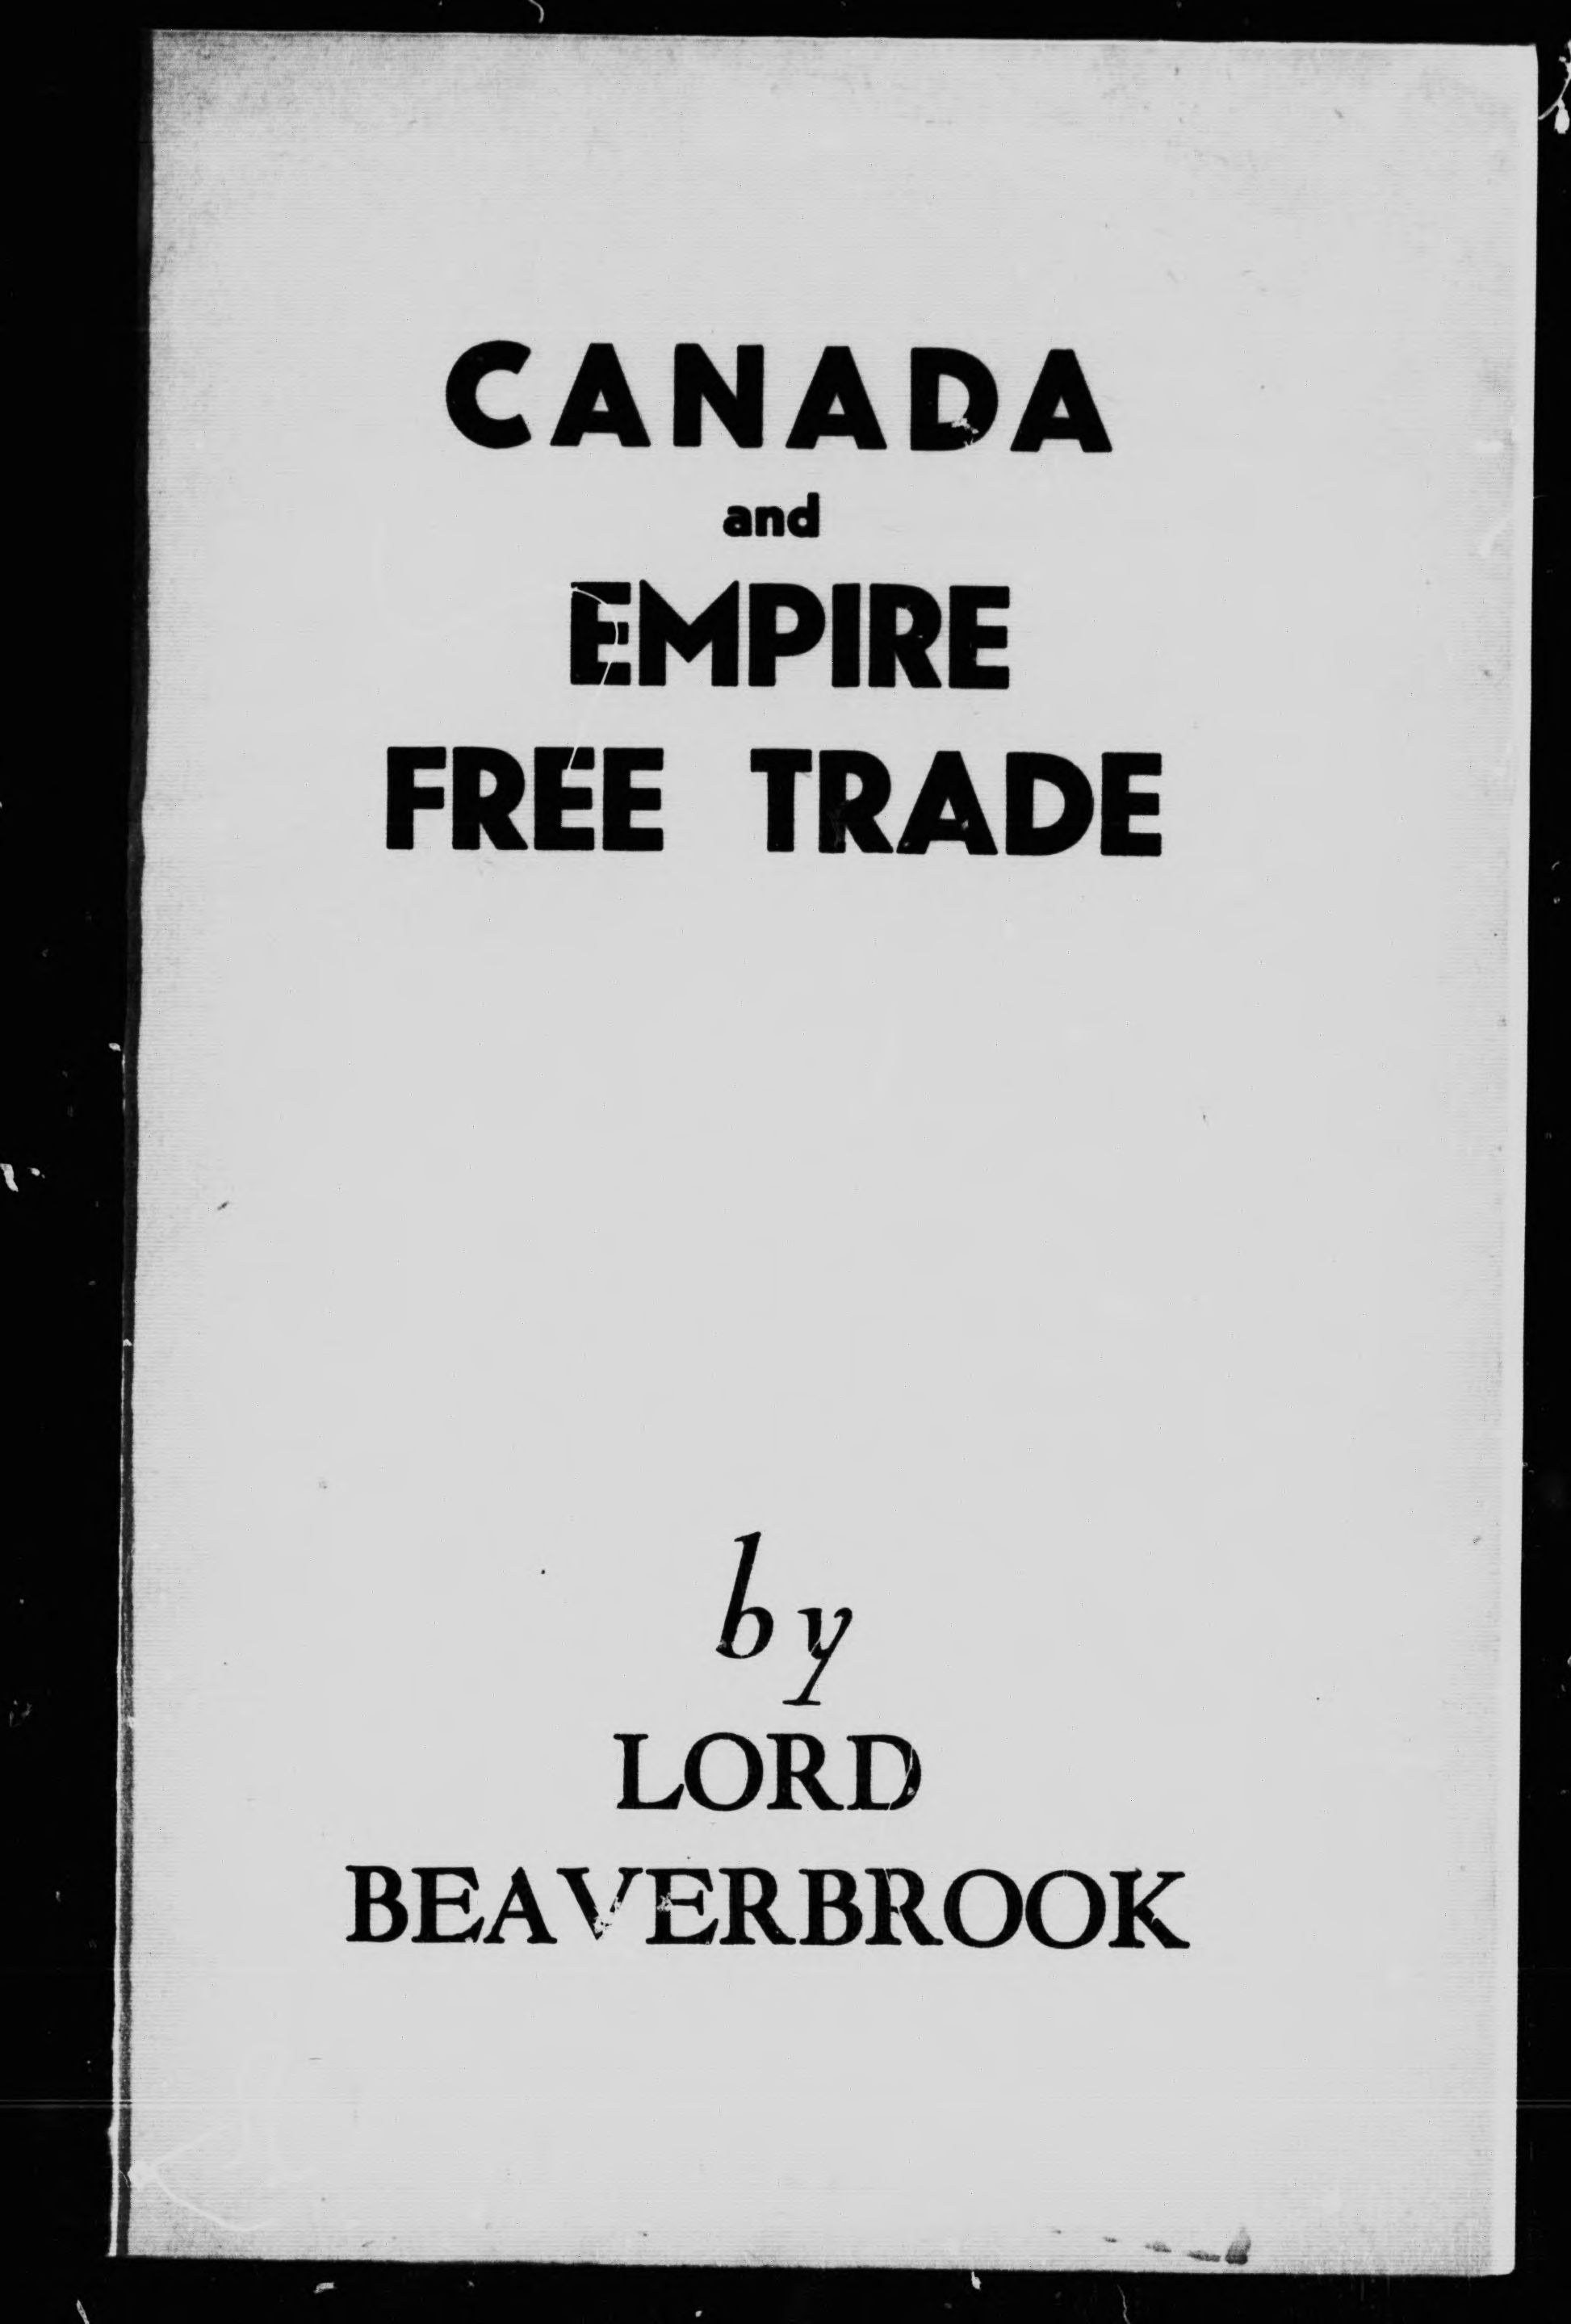 CANADA
and
EMPIRE
FREE TRADE
by
LORD
BEAVERBROOK